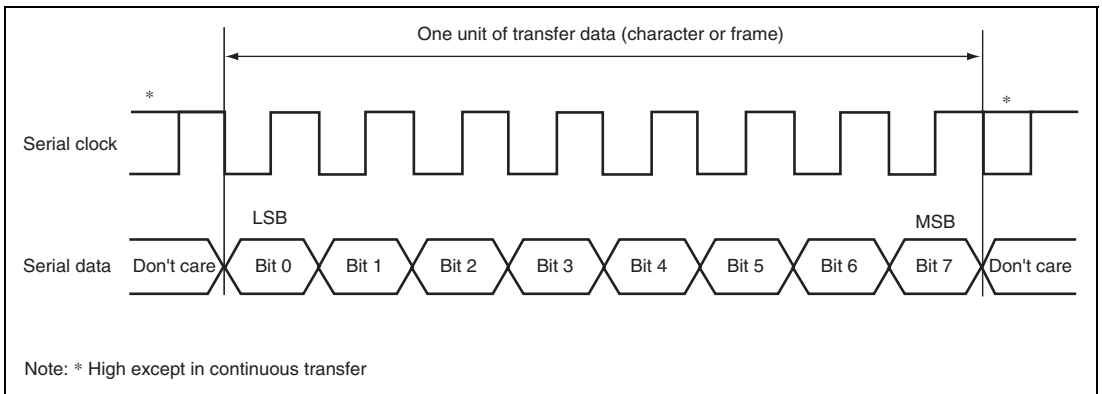 One unit of transfer data (character or frame)
*
*
Serial clock
LSB
MSB
Serial data Don't care Bit 0 Bit 1 Bit 2 Bit 3 Bit 4 Bit 5 Bit 6 Bit 7 Don't care
Note: * High except in continuous transfer